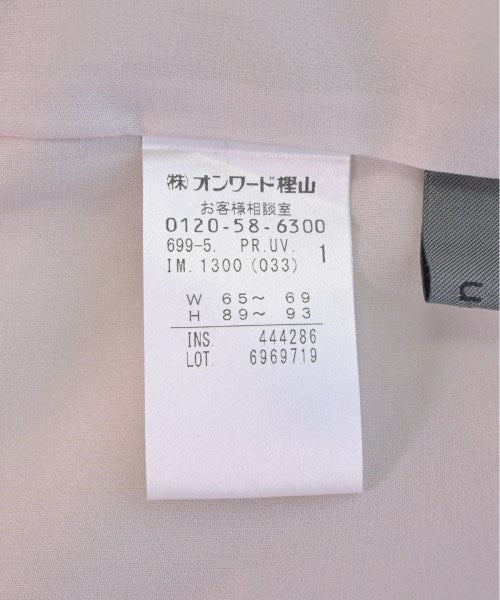 ㈱オンワード樫山
お客様相談室
0120-58-6300
699-5. PR.UV. 1
IM.1300(033)
W 65～ 69
H 89～ 93
INS. 444286
LOT. 6969719